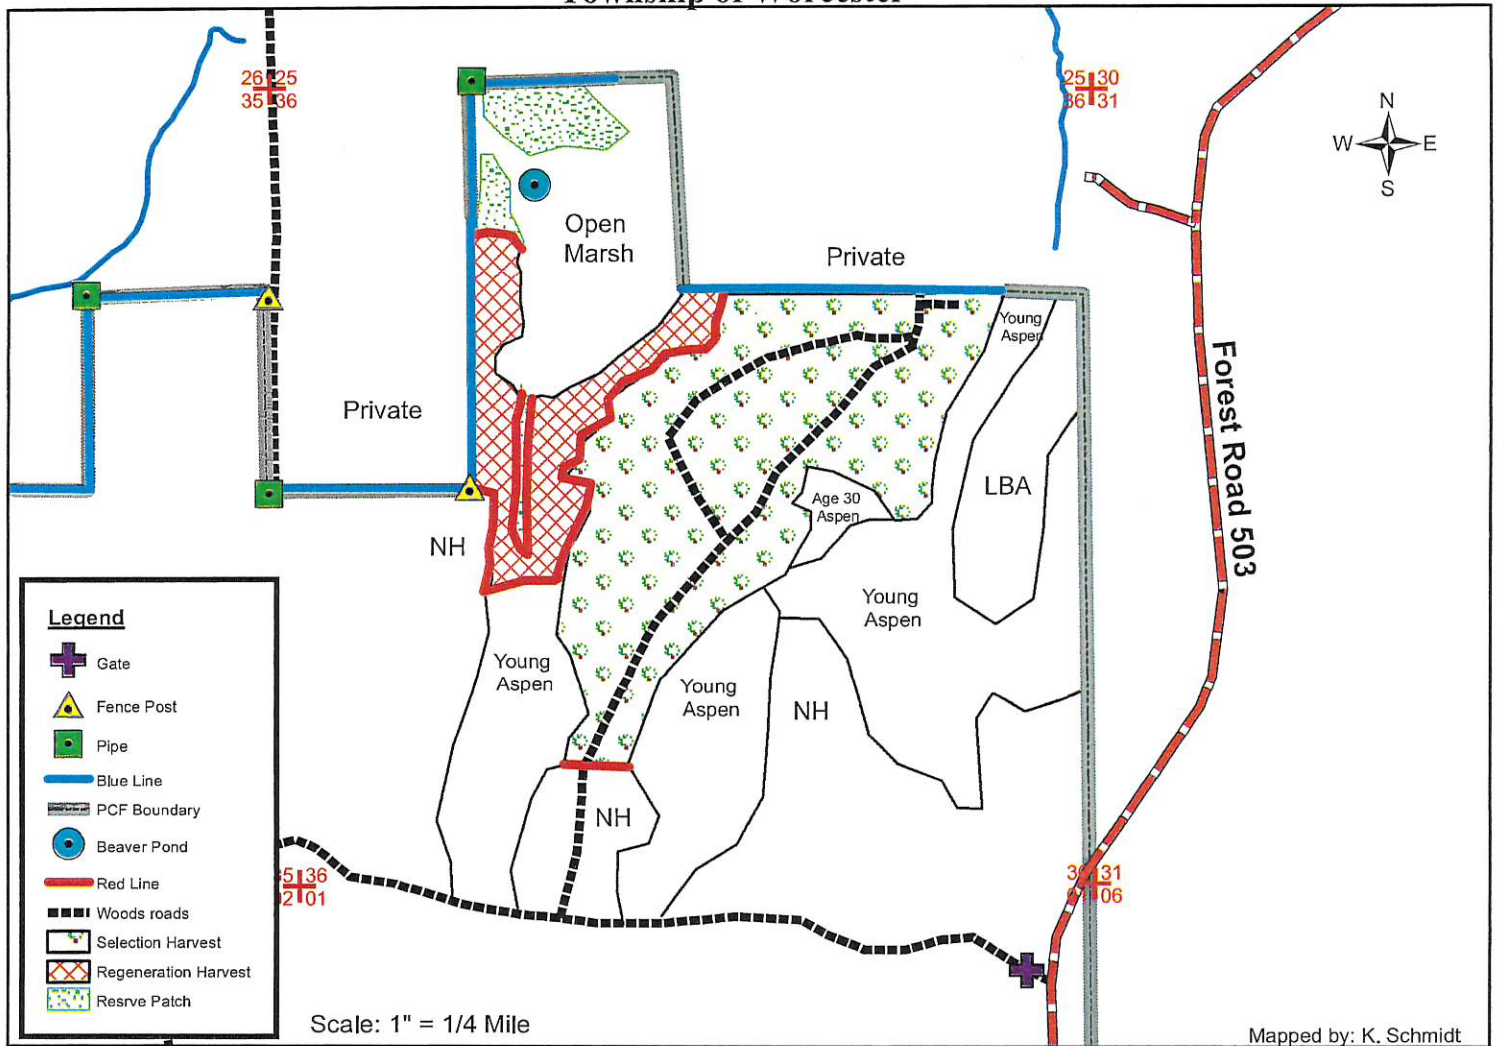 Township of Worcester
26 25
35 36
25 30
36 31
N
W E
S
Open
Marsh
Private
Young
Aspen
Forest Road 503
Private
LBA
Age 30
Aspen
NH
Young
Aspen
Young
Aspen
Young
Aspen
NH
NH
36
01
31
06
Legend
Gate
Fence Post
Pipe
Blue Line
PCF Boundary
Beaver Pond
Red Line
Woods roads
Selection Harvest
Regeneration Harvest
Resrve Patch
Scale: 1" = 1/4 Mile
Mapped by: K. Schmidt